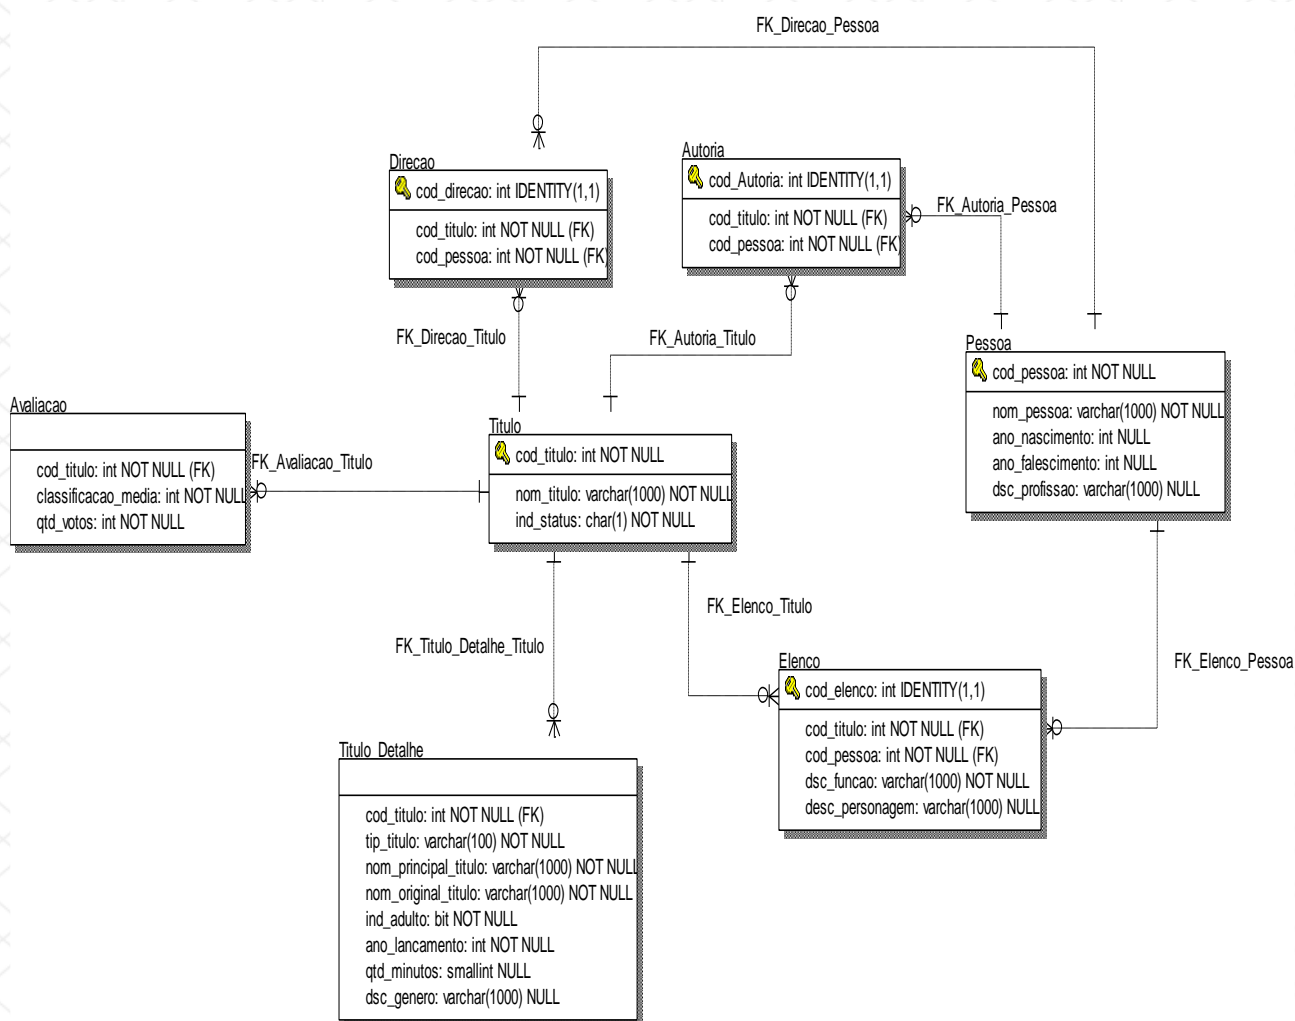 FK_Direcao_Pessoa
Direcao
cod_direcao: int IDENTITY(1,1)
cod_titulo: int NOT NULL (FK)
cod_pessoa: int NOT NULL (FK)
Autoria
cod_Autoria: int IDENTITY(1,1)
cod_titulo: int NOT NULL (FK)
cod_pessoa: int NOT NULL (FK)
FK_Autoria_Pessoa
FK_Direcao_Titulo
FK_Autoria_Titulo
Pessoa
cod_pessoa: int NOT NULL
nom_pessoa: varchar(1000) NOT NULL
ano_nascimento: int NULL
ano_falescimento: int NULL
dsc_profissao: varchar(1000) NULL
Avaliacao
cod_titulo: int NOT NULL (FK)
classificacao_media: int NOT NULL
qtd_votos: int NOT NULL
FK_Avaliacao_Titulo
Titulo
cod_titulo: int NOT NULL
nom_titulo: varchar(1000) NOT NULL
ind_status: char(1) NOT NULL
FK_Elenco_Titulo
FK_Titulo_Detalhe_Titulo
Elenco
cod_elenco: int IDENTITY(1,1)
cod_titulo: int NOT NULL (FK)
cod_pessoa: int NOT NULL (FK)
dsc_funcao: varchar(1000) NOT NULL
desc_personagem: varchar(1000) NULL
FK_Elenco_Pessoa
Titulo_Detalhe
cod_titulo: int NOT NULL (FK)
tip_titulo: varchar(100) NOT NULL
nom_principal_titulo: varchar(1000) NOT NULL
nom_original_titulo: varchar(1000) NOT NULL
ind_adulto: bit NOT NULL
ano_lancamento: int NOT NULL
qtd_minutos: smallint NULL
dsc_genero: varchar(1000) NULL